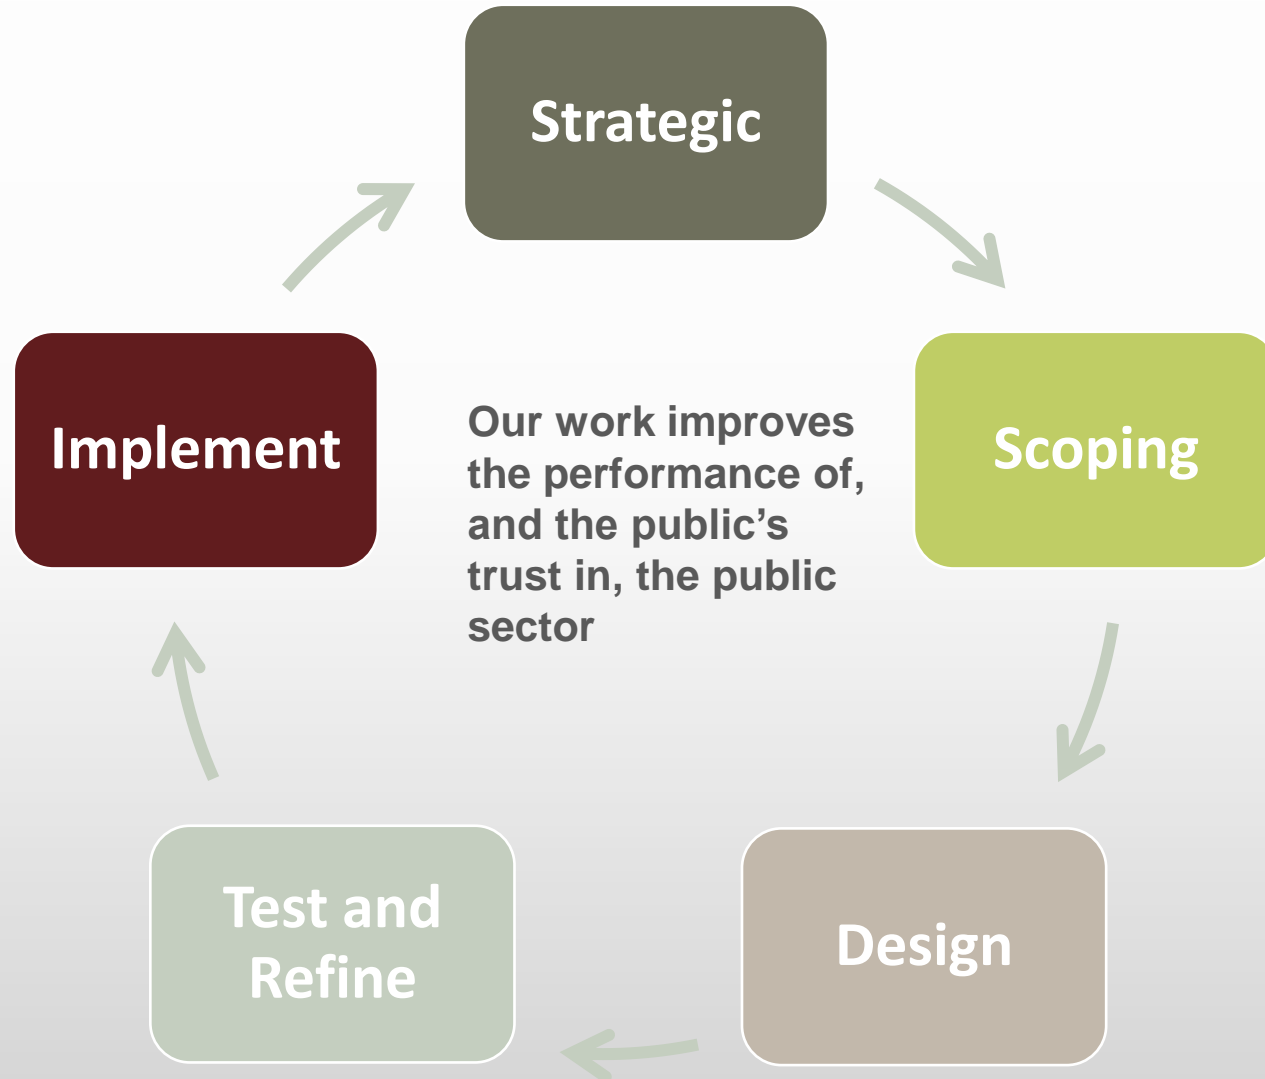 Strategic
Implement
Our work improves
the performance of,
and the public’s
trust in, the public
sector
Scoping
Test and
Refine
Design